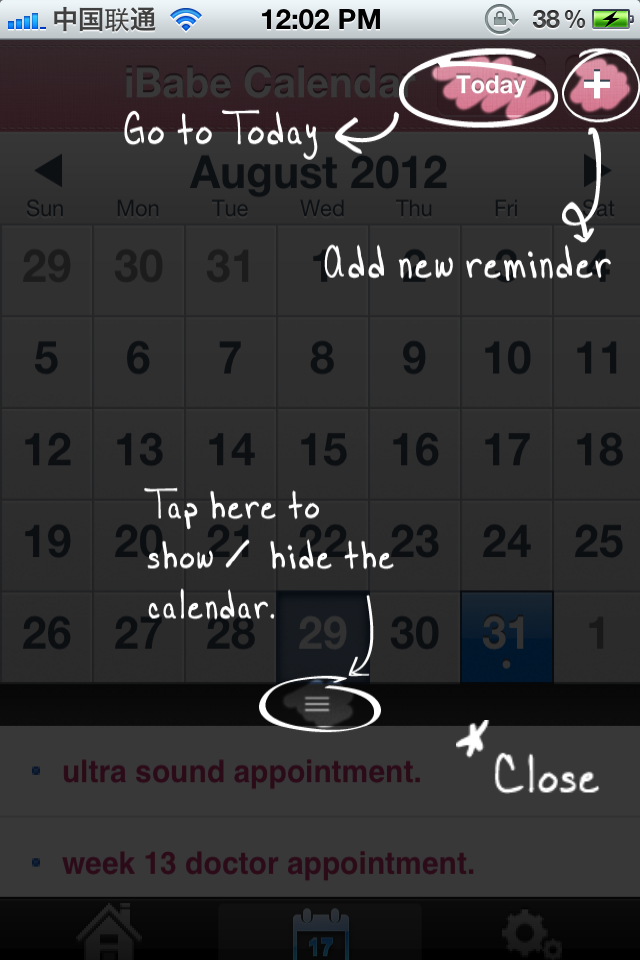 中国联通 12:02 PM 38 %
iBabe Calendar Today +
Go to Today
August 2012
Sun Mon Tue Wed Thu Fri Sat
29 30 31 1 2 3 4
Add new reminder
5 6 7 8 9 10 11
12 13 14 15 16 17 18
Tap here to
19 20 21 22 23 24 25
show / hide the
calendar.
26 27 28 29 30 31 1
ultra sound appointment.
* Close
week 13 doctor appointment.
17